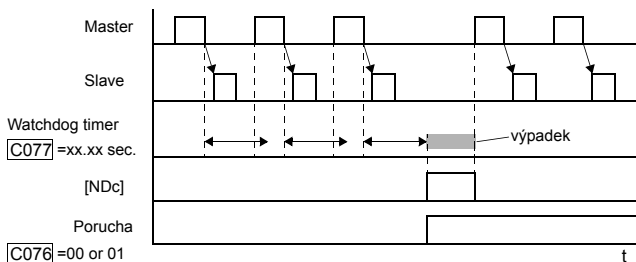 Master
Slave
Watchdog timer
C077 =xx.xx sec.
výpadek
[NDc]
Porucha
C076 =00 or 01
t